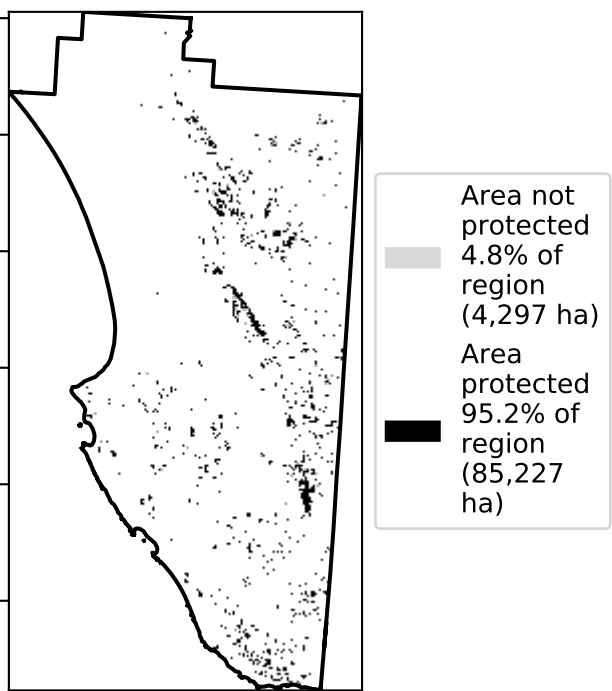 Area not
protected
4.8% of
region
(4,297 ha)
Area
protected
95.2% of
region
(85,227
ha)